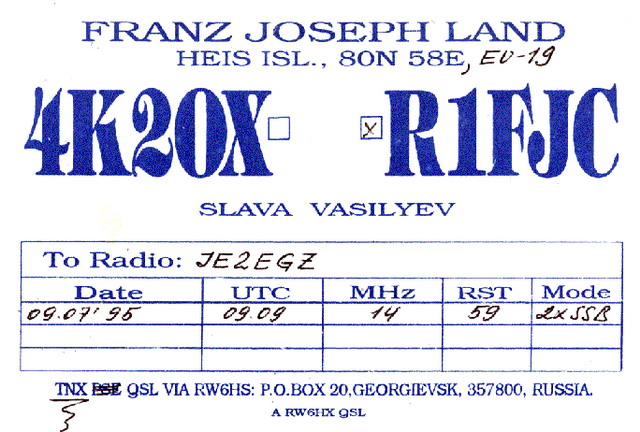 FRANZ JOSEPH LAND
HEIS ISL., 80N 58E, EU-19
4K2OX R1FJC
SLAVA VASILYEV
To Radio: JE2EGZ
Date UTC MHz RST Mode
09.07'95 09.09 14 59 2xSSB
TNX PSE QSL VIA RW6HS: P.O.BOX 20,GEORGIEVSK, 357800, RUSSIA.
A RW6HX QSL